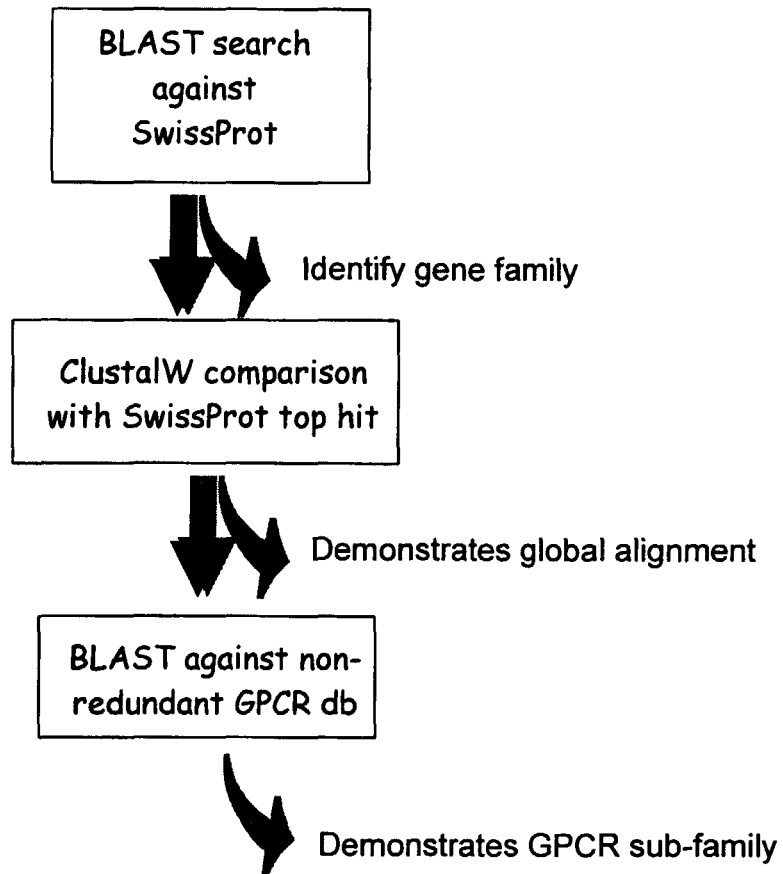 BLAST search
against
SwissProt
Identify gene family
ClustalW comparison
with SwissProt top hit
Demonstrates global alignment
BLAST against non-
redundant GPCR db
Demonstrates GPCR sub-family